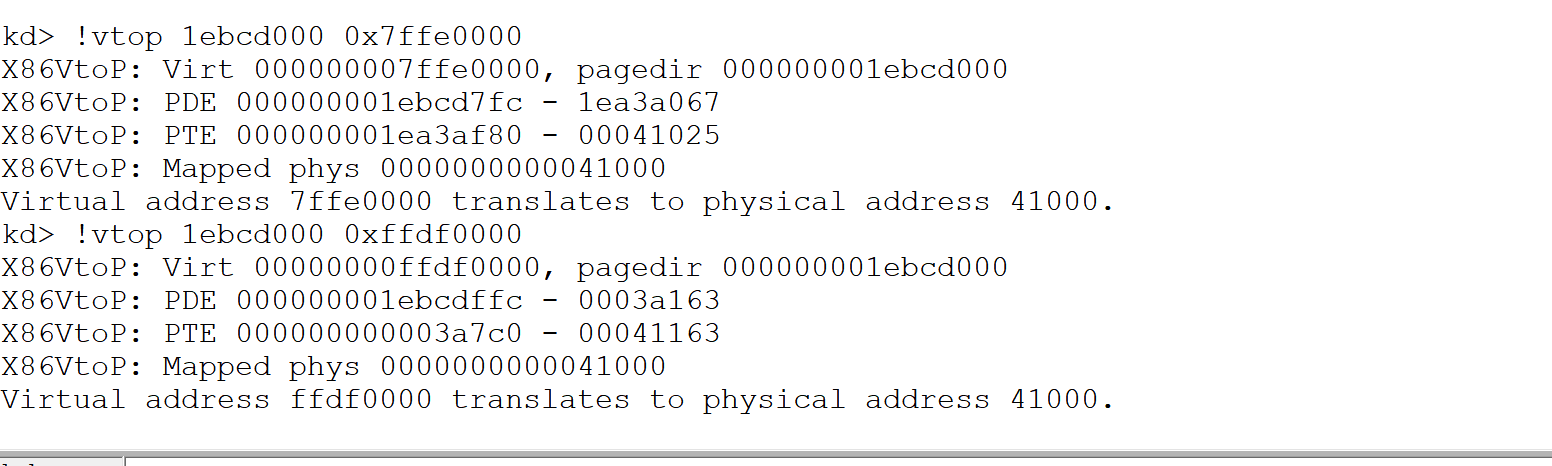 kd> !vtop 1ebcd000 0x7ffe0000
X86VtoP: Virt 000000007ffe0000, pagedir 000000001ebcd000
X86VtoP: PDE 000000001ebcd7fc - 1ea3a067
X86VtoP: PTE 000000001ea3af80 - 00041025
X86VtoP: Mapped phys 0000000000041000
Virtual address 7ffe0000 translates to physical address 41000.
kd> !vtop 1ebcd000 0xffdf0000
X86VtoP: Virt 00000000ffdf0000, pagedir 000000001ebcd000
X86VtoP: PDE 000000001ebcdffc - 0003a163
X86VtoP: PTE 000000000003a7c0 - 00041163
X86VtoP: Mapped phys 0000000000041000
Virtual address ffdf0000 translates to physical address 41000.